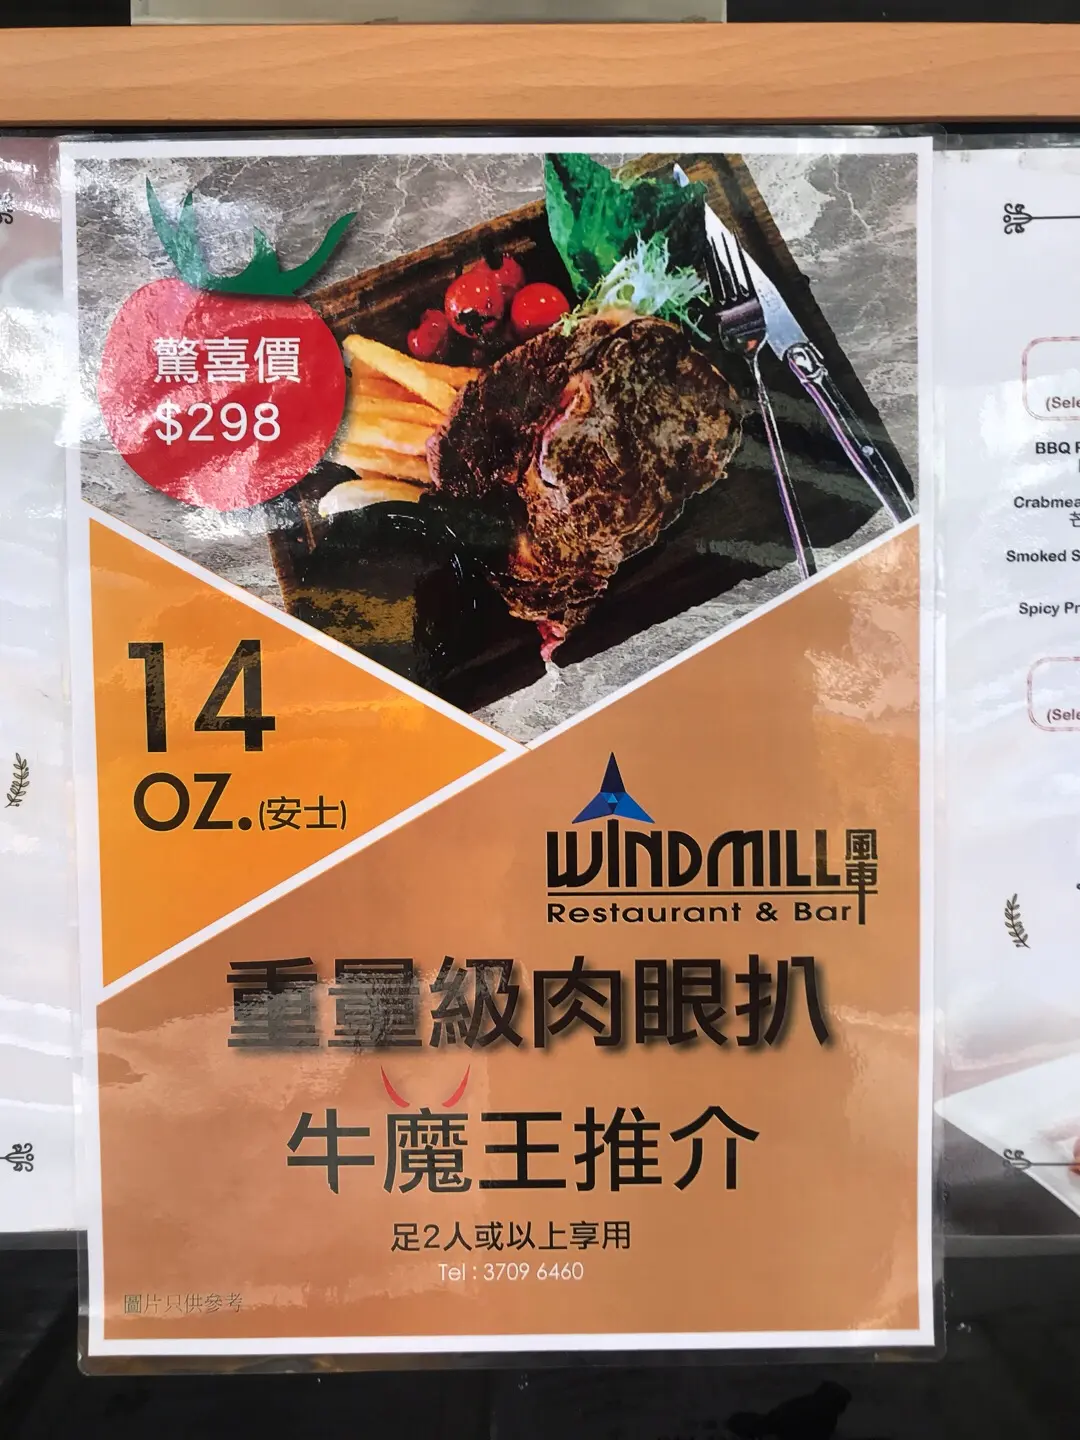 驚喜價
$298
14
OZ.(安士)
WINDMILL風車
Restaurant & Bar
重量級肉眼扒
牛魔王推介
足2人或以上享用
Tel : 3709 6460
圖片只供參考
(Sele
BBQ
Crabmea
Smoked S
Spicy Pr
(Sele